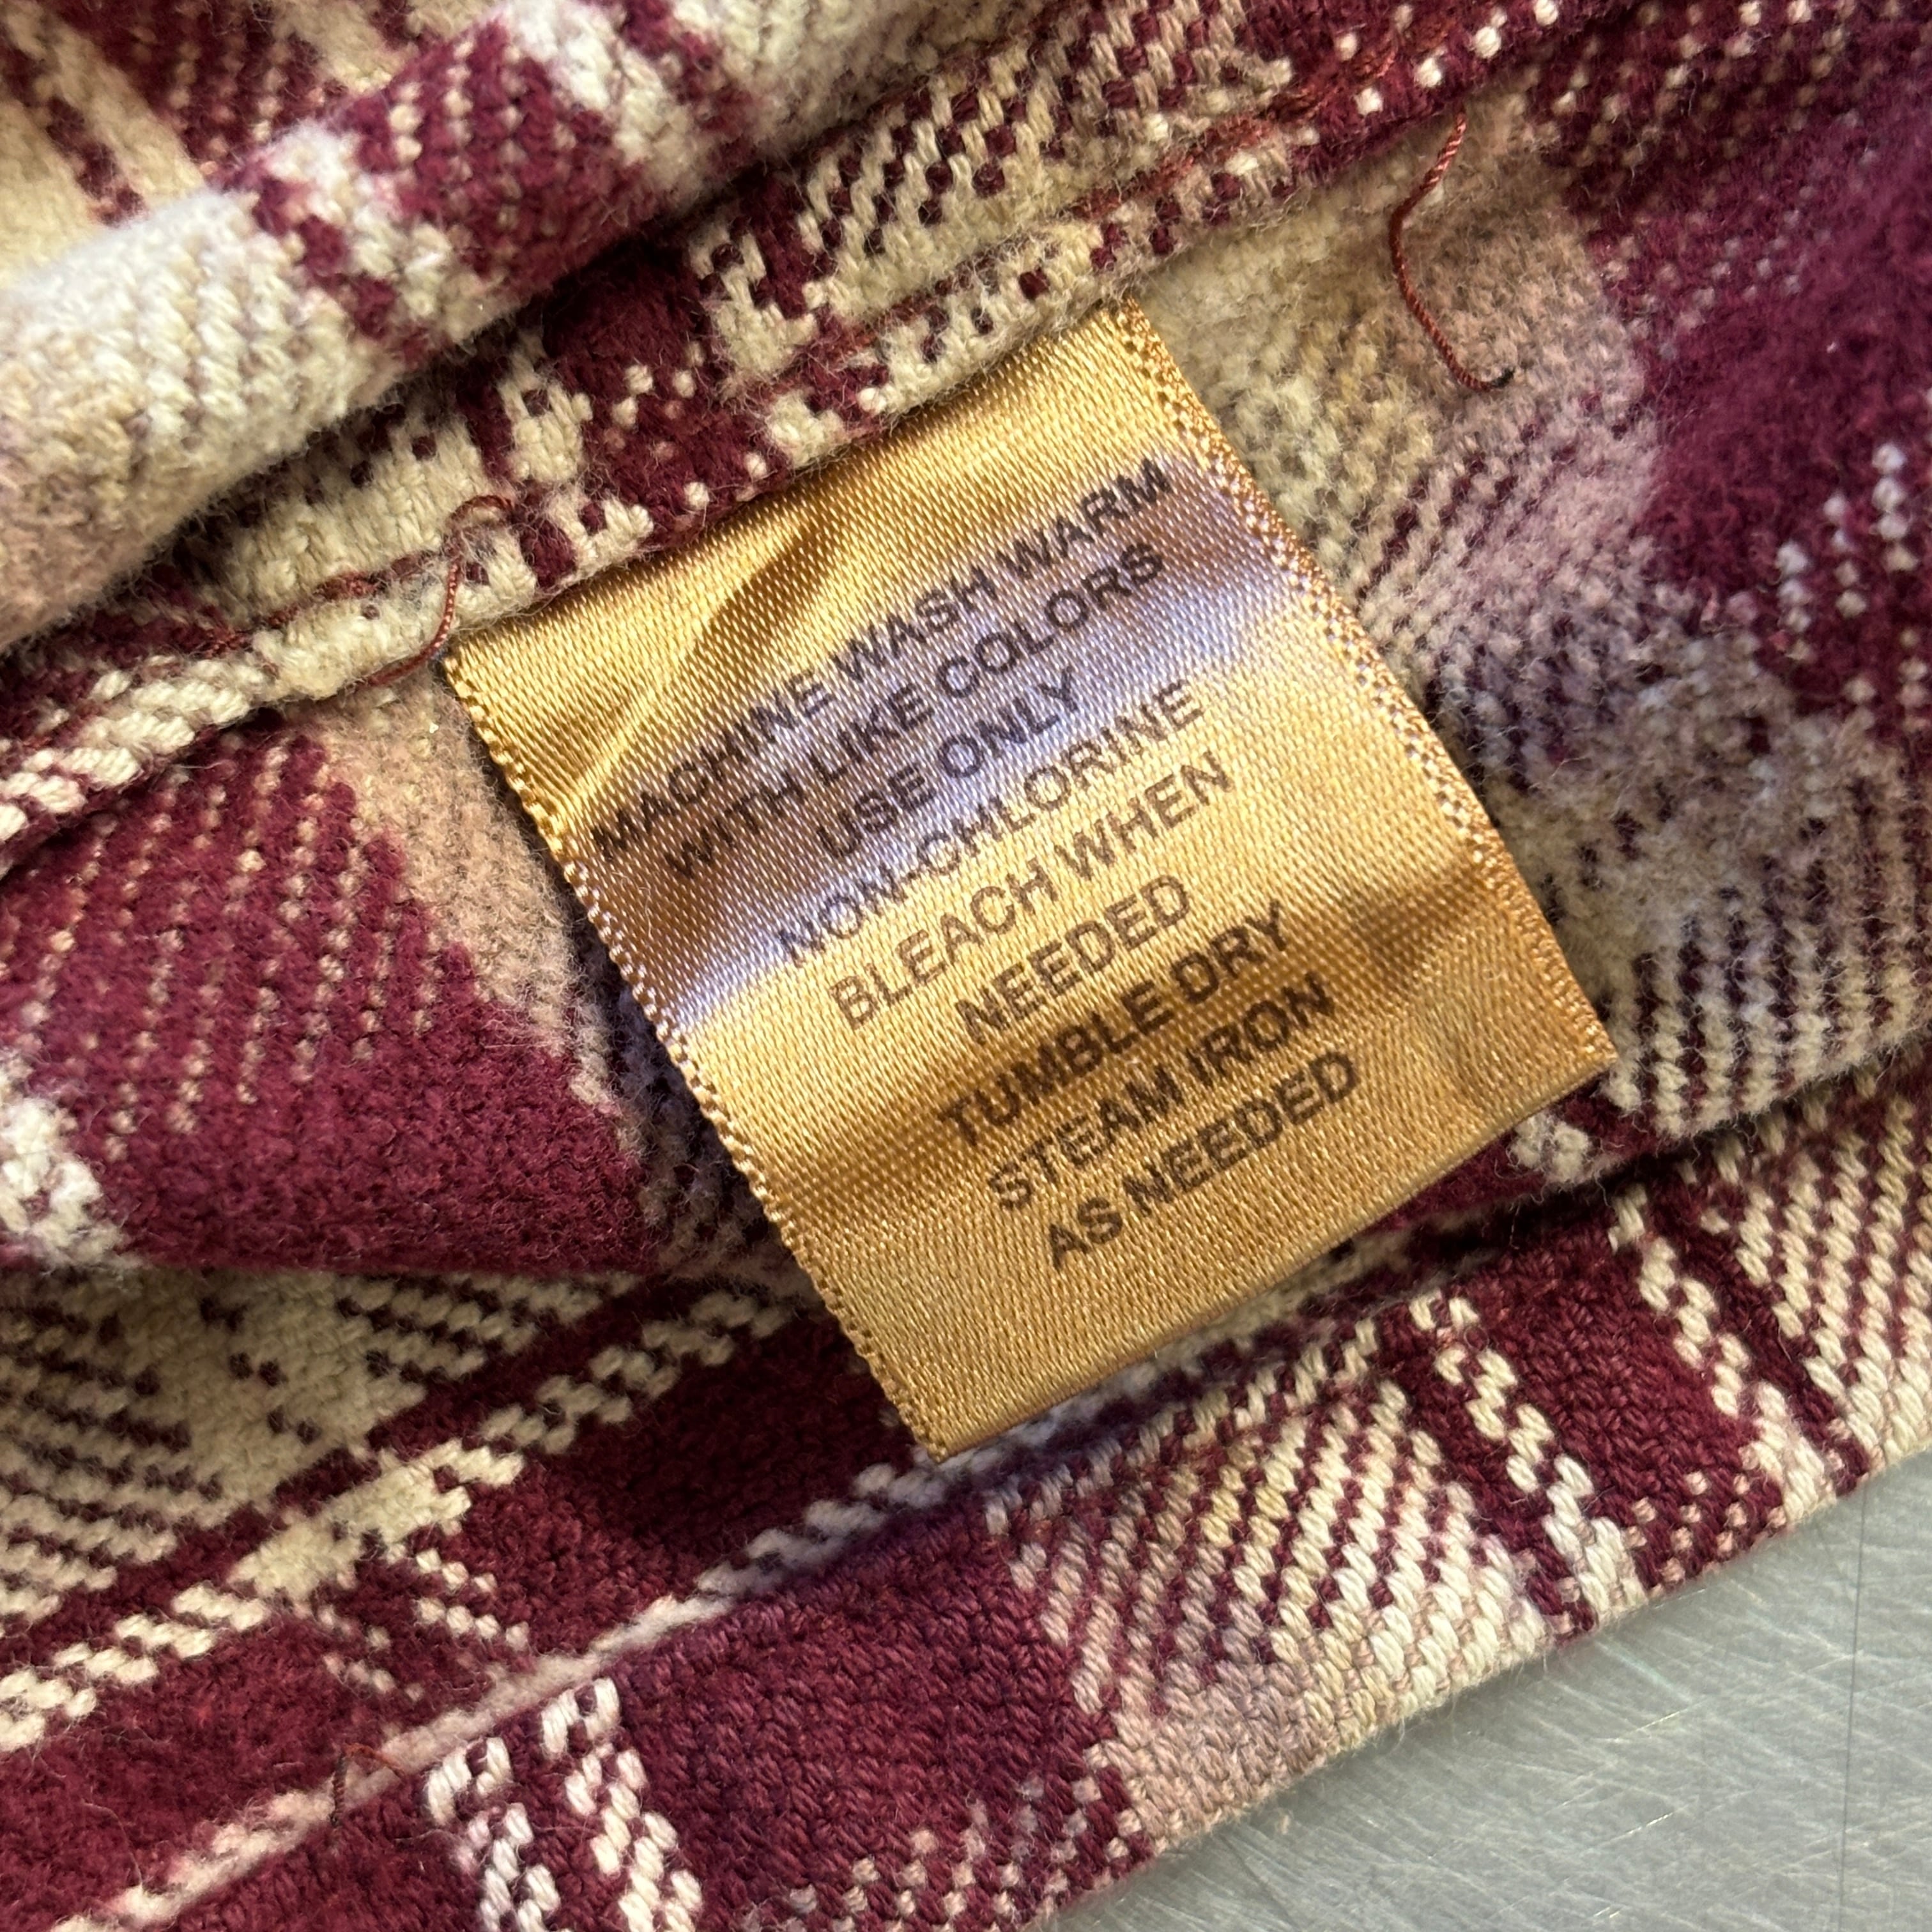 MACHINE WASH WARM
WITH LIKE COLORS
USE ONLY
NON-CHLORINE
BLEACH WHEN
NEEDED
TUMBLE DRY
STEAM IRON
AS NEEDED